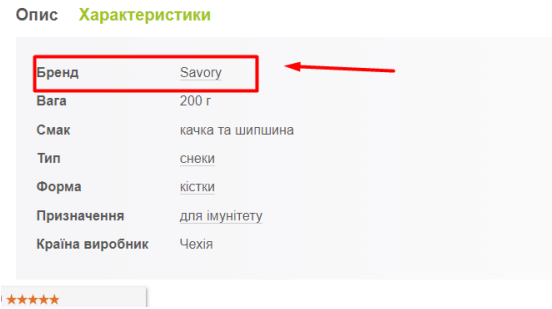 Опис Характеристики
Бренд Savory
Вага 200 г
Смак качка та шипшина
Тип снеки
Форма кістки
Призначення для імунітету
Країна виробник Чехія